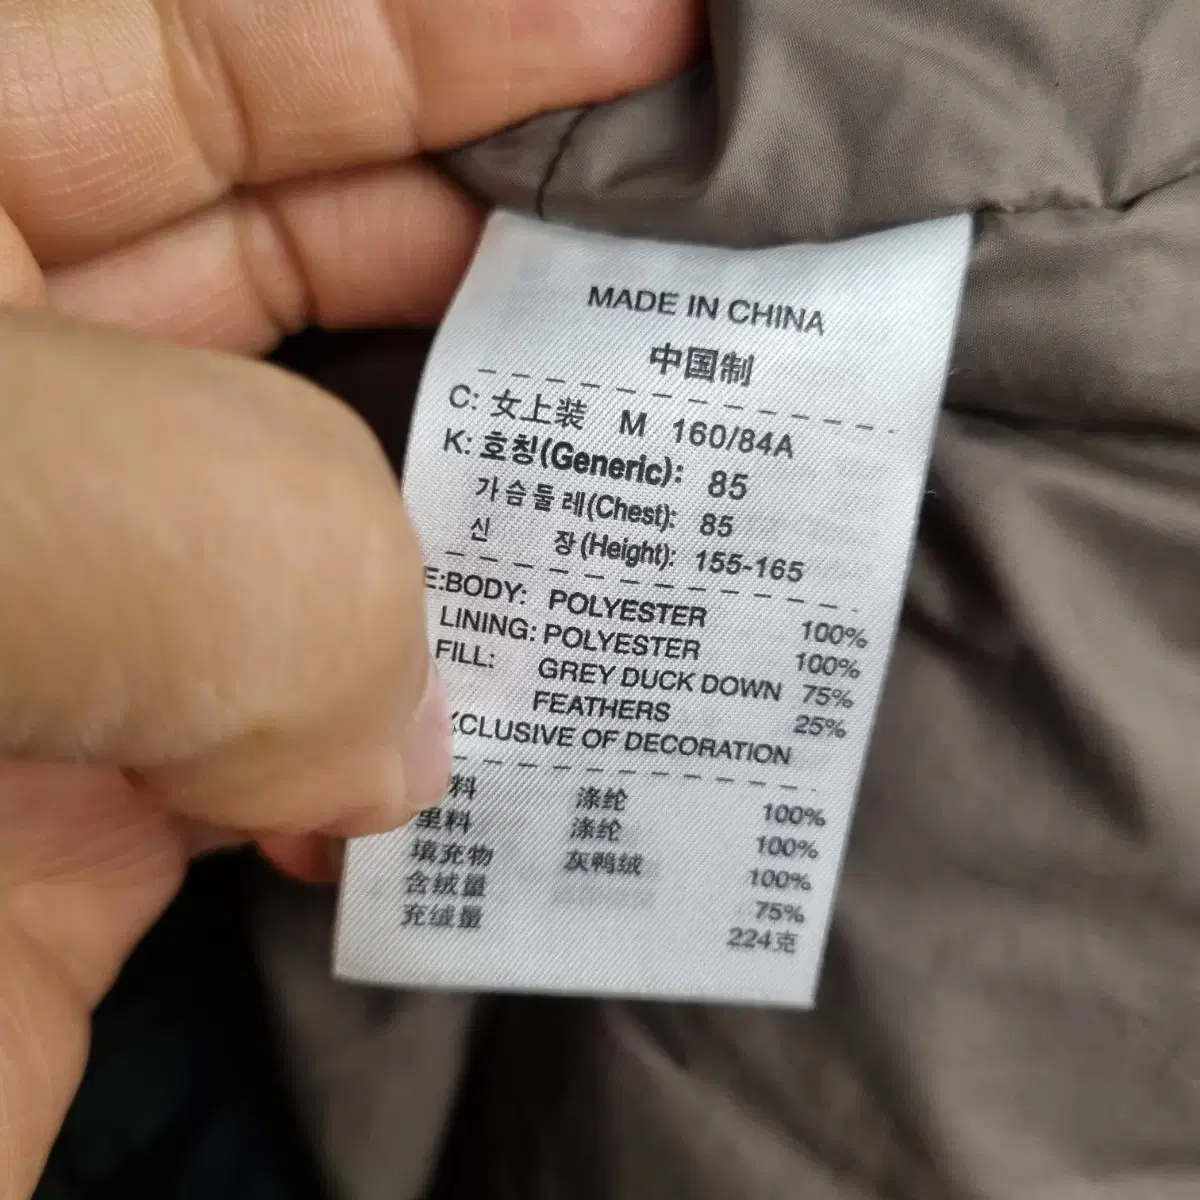 MADE IN CHINA
中国制
C: 女上装 M 160/84A
K: 호칭(Generic): 85
가슴둘레(Chest): 85
신 장(Height): 155-165
E:BODY: POLYESTER 100%
LINING: POLYESTER 100%
FILL: GREY DUCK DOWN 75%
FEATHERS 25%
XCLUSIVE OF DECORATION
料 涤纶 100%
里料 涤纶 100%
填充物 灰鸭绒 100%
含绒量 75%
充绒量 224克